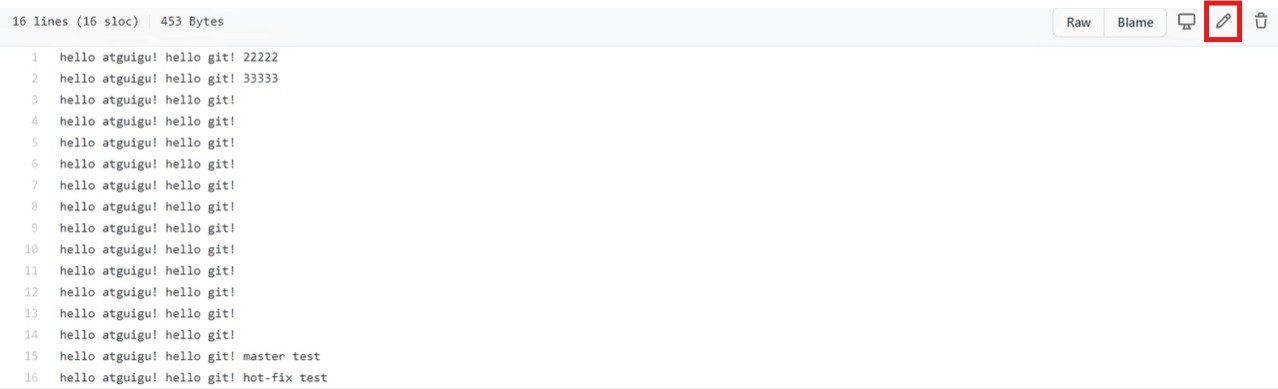 16 lines (16 sloc) 453 Bytes Raw Blame
1 hello atguigu! hello git! 22222
2 hello atguigu! hello git! 33333
3 hello atguigu! hello git!
4 hello atguigu! hello git!
5 hello atguigu! hello git!
6 hello atguigu! hello git!
7 hello atguigu! hello git!
8 hello atguigu! hello git!
9 hello atguigu! hello git!
10 hello atguigu! hello git!
11 hello atguigu! hello git!
12 hello atguigu! hello git!
13 hello atguigu! hello git!
14 hello atguigu! hello git!
15 hello atguigu! hello git! master test
16 hello atguigu! hello git! hot-fix test